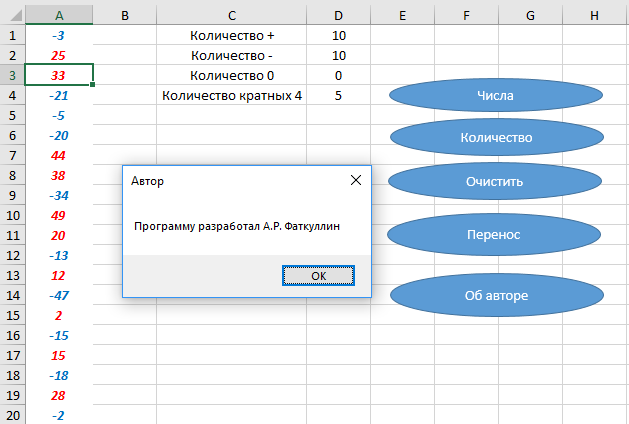 A B C D E F G H
1 -3 Количество + 10
2 25 Количество - 10
3 33 Количество 0 0
4 -21 Количество кратных 4 5 Числа
5 -5
6 -20 Количество
7 44
8 38 Очистить
9 -34 Автор
10 49
11 20 Программу разработал А.Р. Фаткуллин Перенос
12 -13
13 12 OK
14 -47 Об авторе
15 2
16 -15
17 15
18 -18
19 28
20 -2